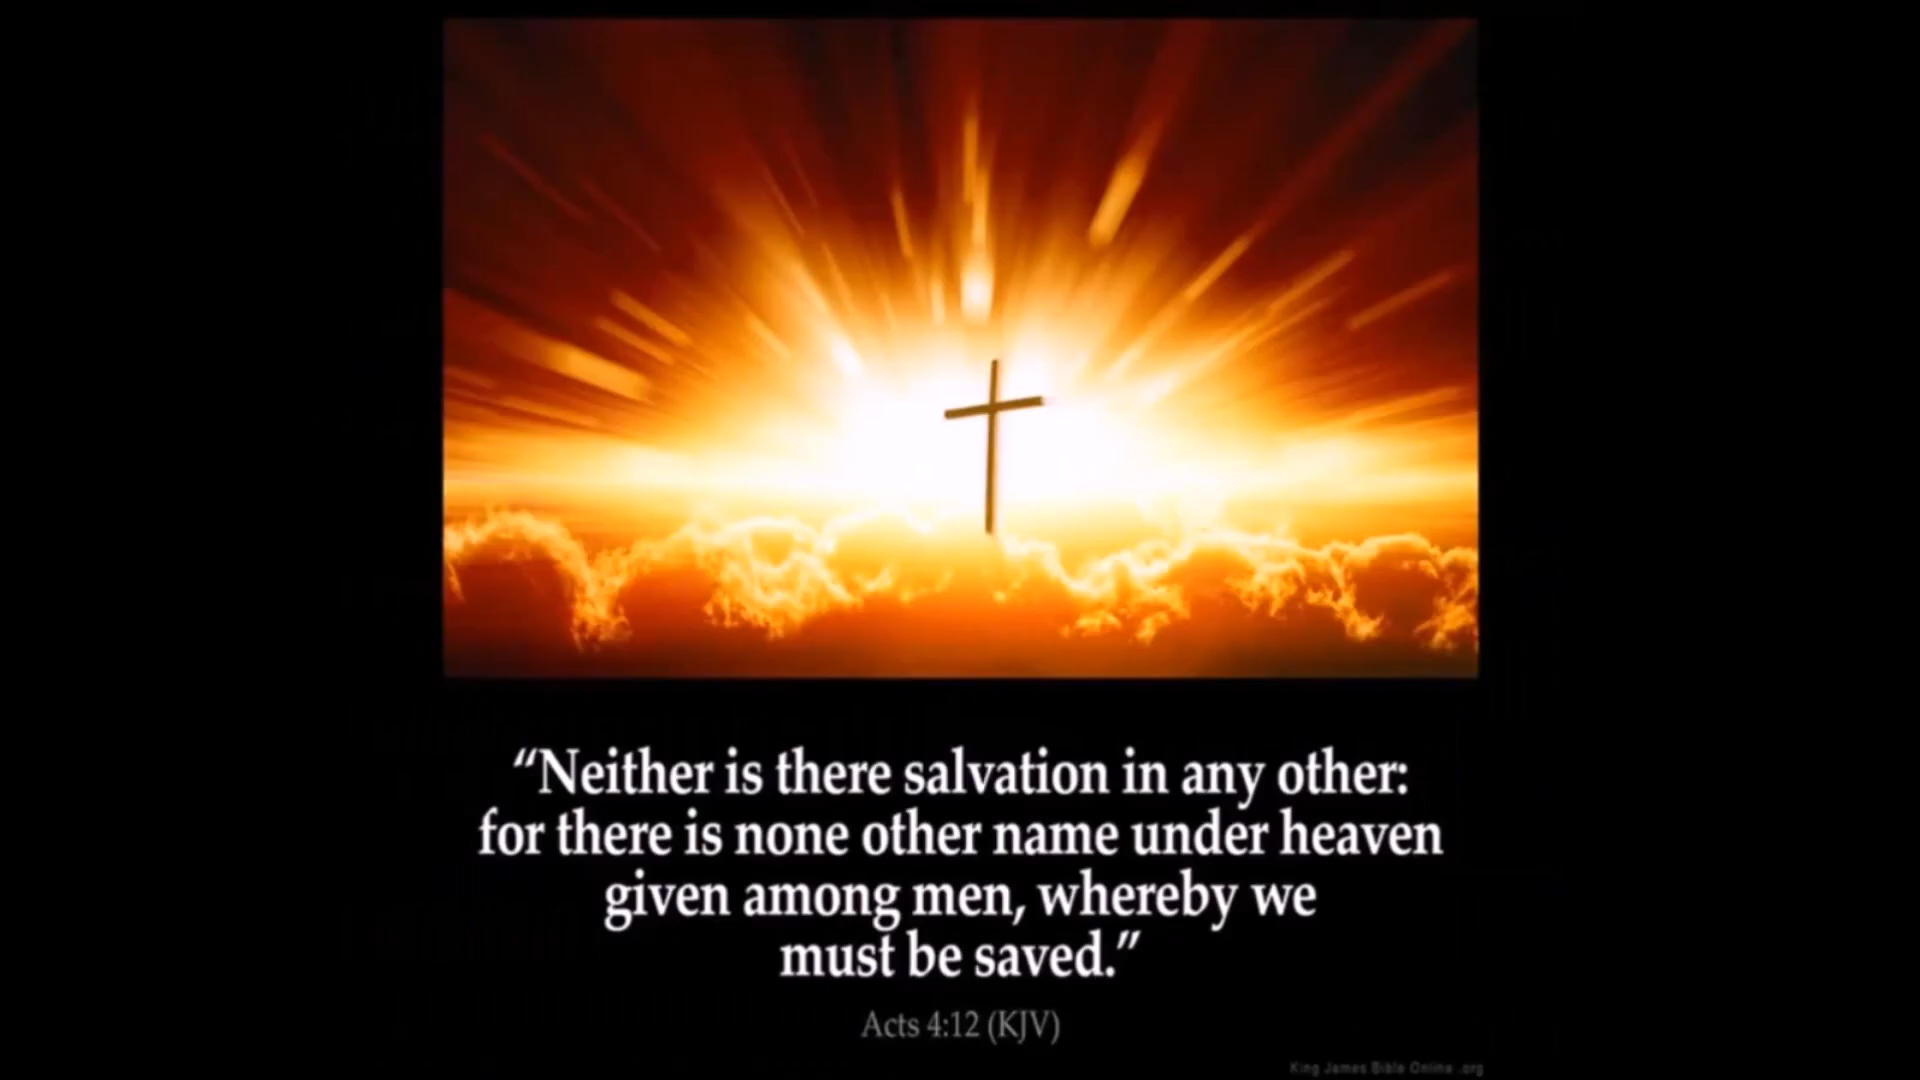 “Neither is there salvation in any other:
for there is none other name under heaven
given among men, whereby we
must be saved.”
Acts 4:12 (KJV)
King James Bible Online .org